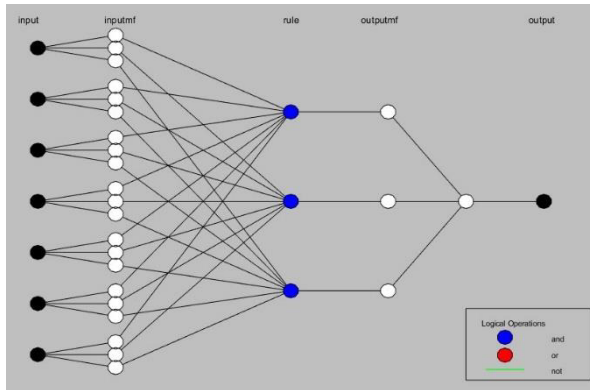 input inputmf rule outputmf output
Logical Operations
and
or
not